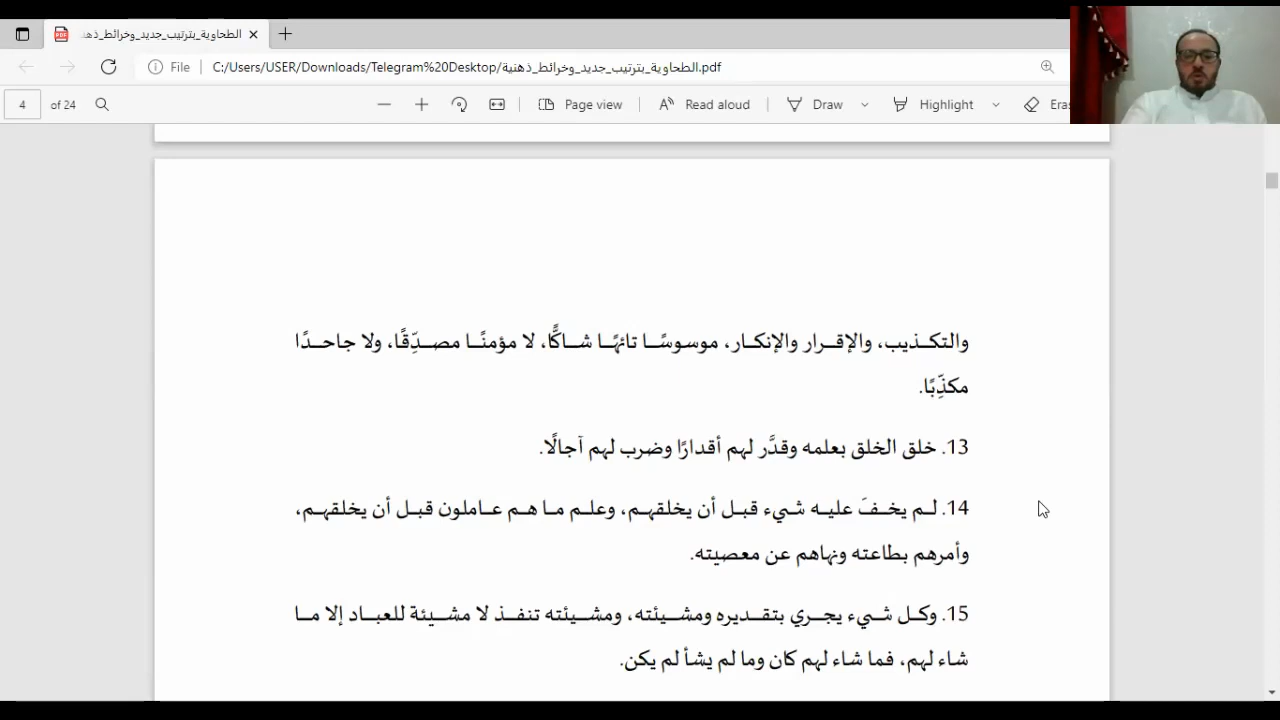 الطحاوية_بترتيب_جديد_وخرائط_ذهـ
File C:/Users/USER/Downloads/Telegram%20Desktop/الطحاوية_بترتيب_جديد_وخرائط_ذهنية.pdf
4 of 24 Page view Read aloud Draw Highlight Era
والتكـذيب، والإقـرار والإنكـار، موسوسًـا تائهًـا شـاكًّا، لا مؤمنًـا مصـدِّقًا، ولا جاحـدًا
مكذِّبًا.
13. خلق الخلق بعلمه وقدَّر لهم أقدارًا وضرب لهم آجالًا.
14. لـم يخـفَ عليـه شـيء قبـل أن يخلقهـم، وعلـم مـا هـم عـاملون قبـل أن يخلقهـم،
وأمرهم بطاعته ونهاهم عن معصيته.
15. وكـل شـيء يجـري بتقـديره ومشـيئته، ومشـيئته تنفـذ لا مشـيئة للعبـاد إلا مـا
شاء لهم، فما شاء لهم كان وما لم يشأ لم يكن.